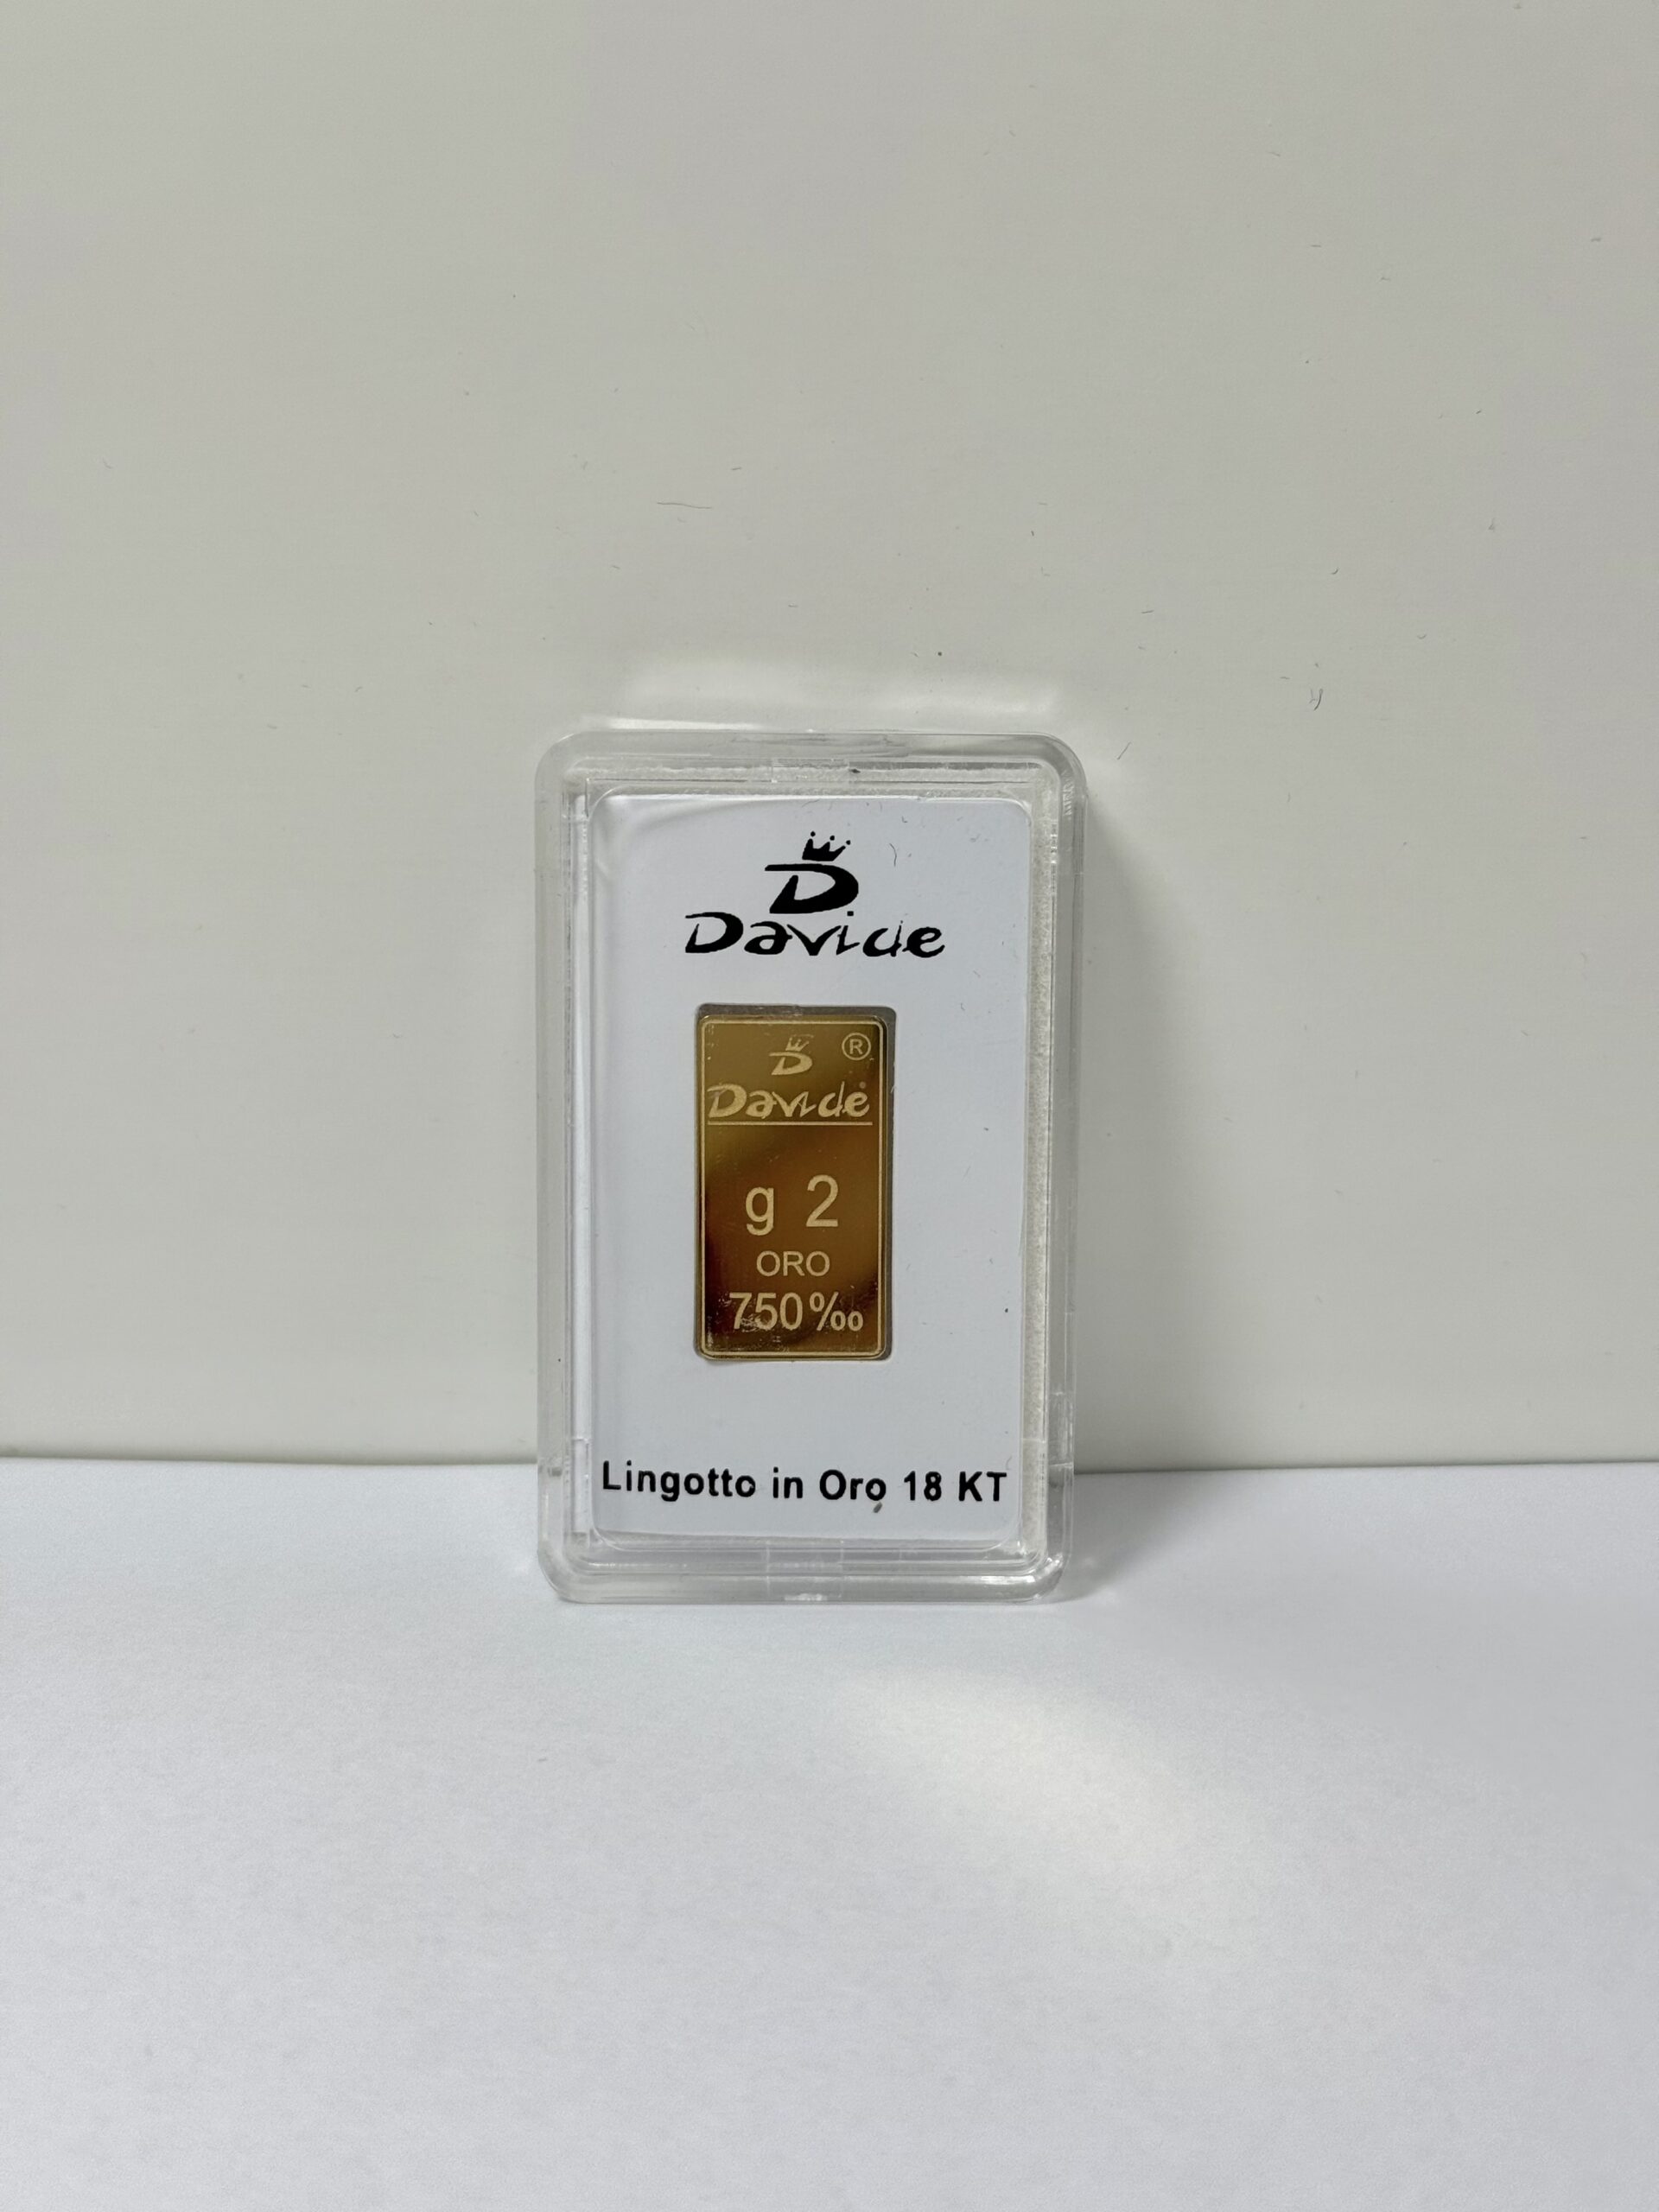 D
Davide
D ®
Davide
g 2
ORO
750‰
Lingotto in Oro 18 KT